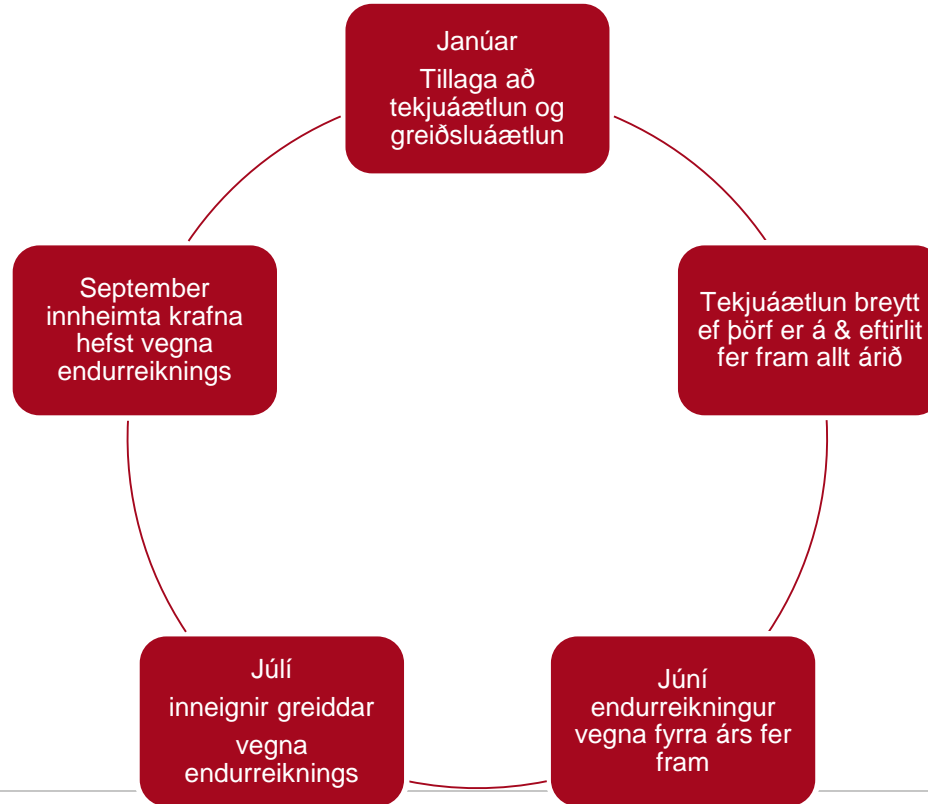 Janúar
Tillaga að
tekjuáætlun og
greiðsluáætlun
Tekjuáætlun breytt
ef þörf er á & eftirlit
fer fram allt árið
Júní
endurreikningur
vegna fyrra árs fer
fram
Júlí
inneignir greiddar
vegna
endurreiknings
September
innheimta krafna
hefst vegna
endurreiknings